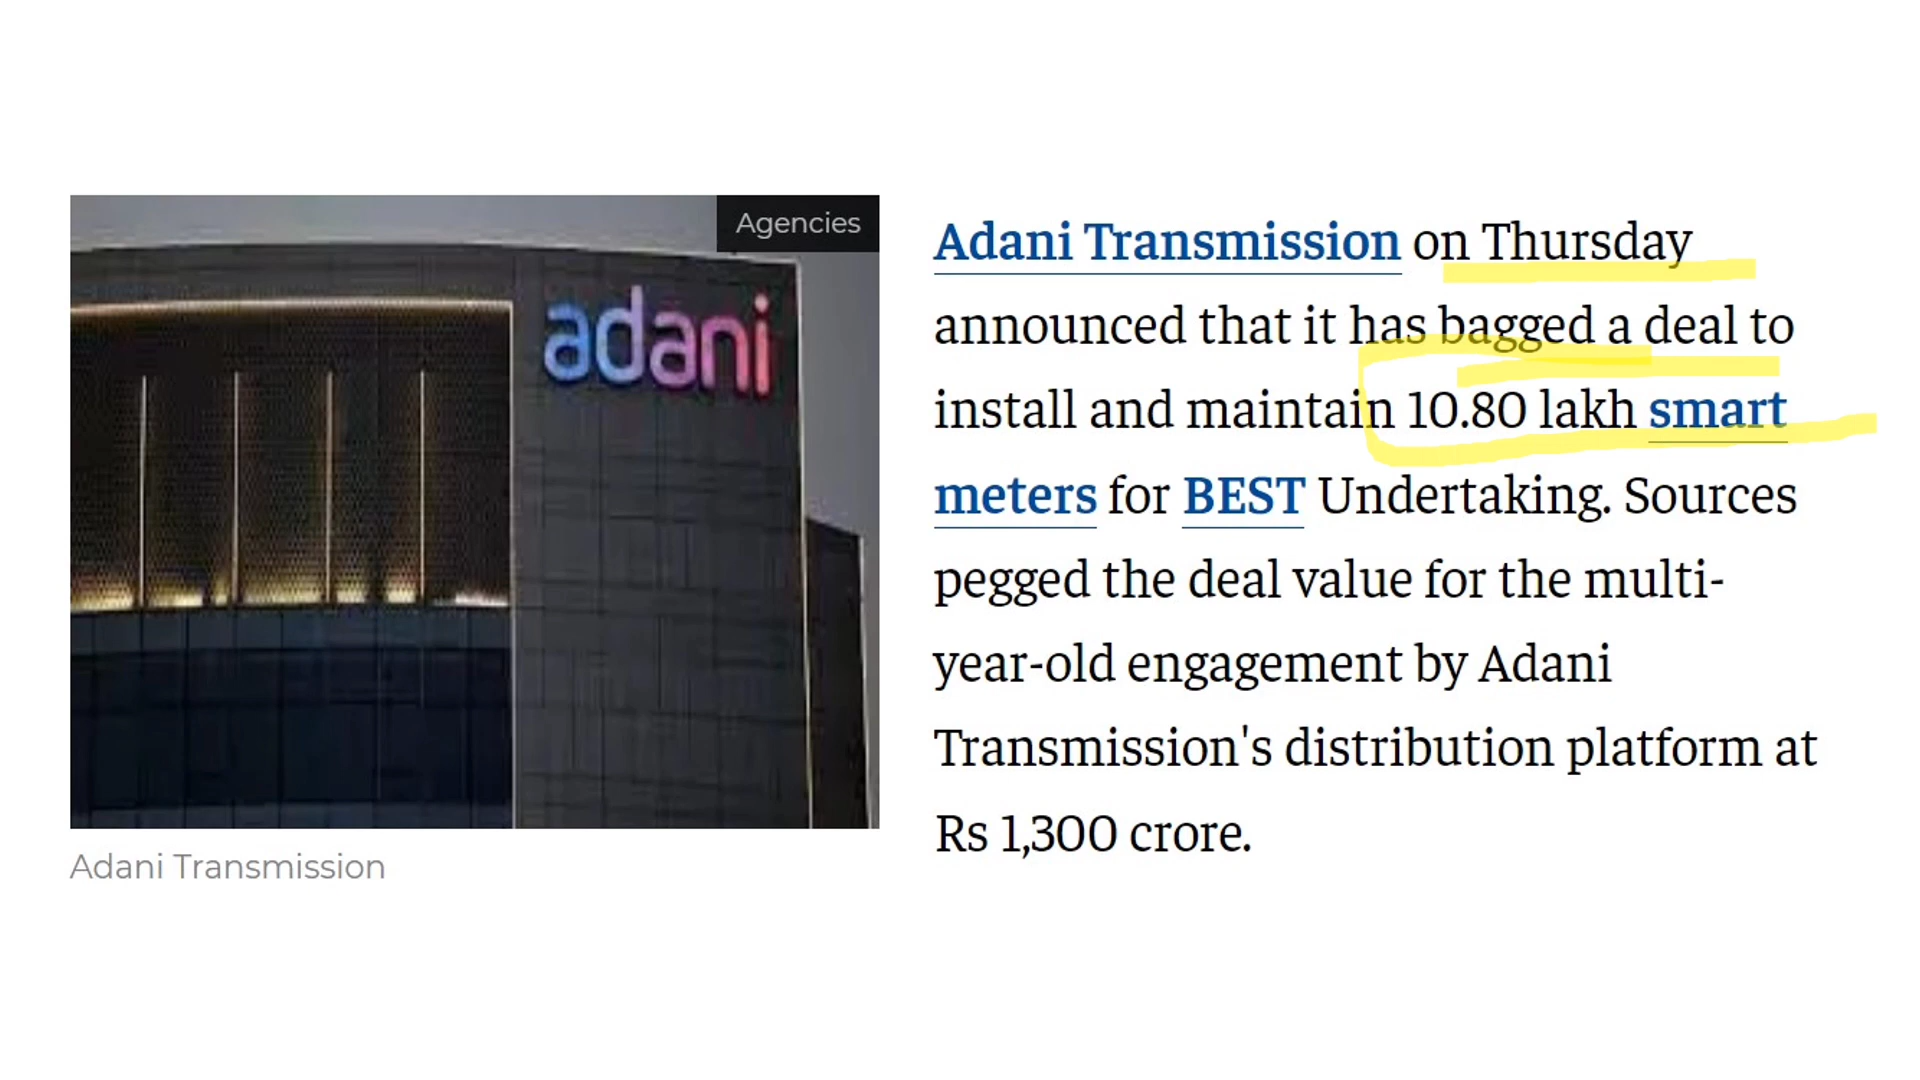 Agencies
adani
Adani Transmission
Adani Transmission on Thursday
announced that it has bagged a deal to
install and maintain 10.80 lakh smart
meters for BEST Undertaking. Sources
pegged the deal value for the multi-
year-old engagement by Adani
Transmission's distribution platform at
Rs 1,300 crore.